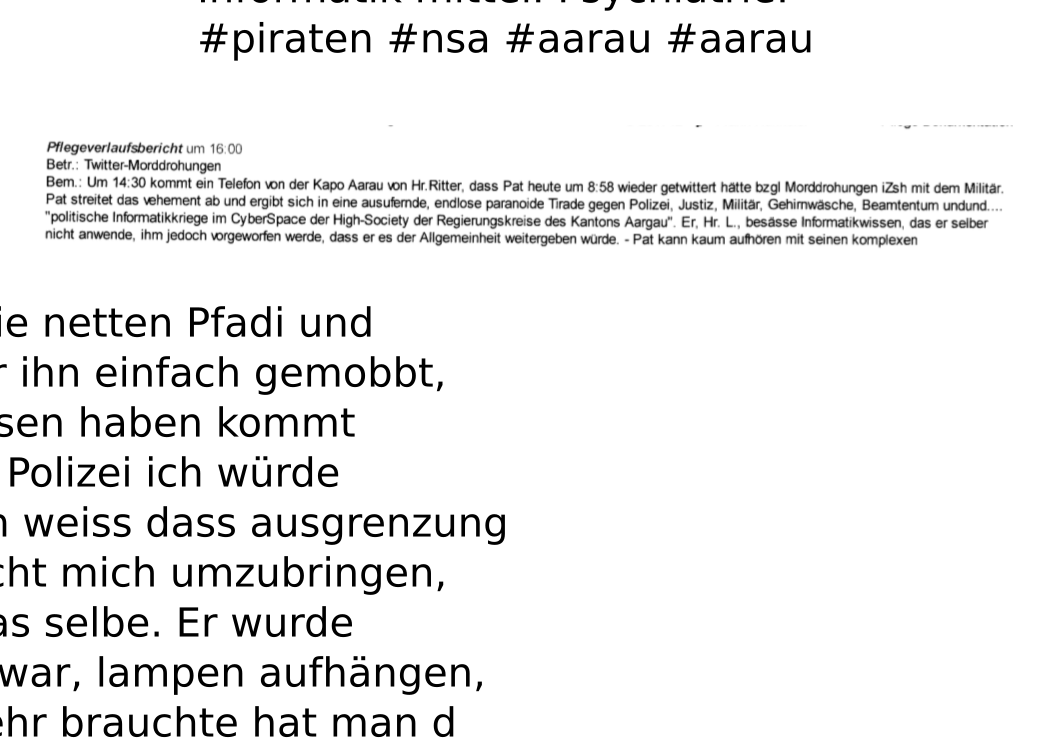 #piraten #nsa #aarau #aarau
Pflegeverlaufsbericht um 16:00
Betr.: Twitter-Morddrohungen
Bem.: Um 14:30 kommt ein Telefon von der Kapo Aarau von Hr.Ritter, dass Pat heute um 8:58 wieder getwittert hätte bzgl Morddrohungen iZsh mit dem Militär.
Pat streitet das vehement ab und ergibt sich in eine ausufernde, endlose paranoide Tirade gegen Polizei, Justiz, Militär, Gehirnwäsche, Beamtentum undund....
"politische Informatikkriege im CyberSpace der High-Society der Regierungskreise des Kantons Aargau". Er, Hr. L., besässe Informatikwissen, das er selber
nicht anwende, ihm jedoch vorgeworfen werde, dass er es der Allgemeinheit weitergeben würde. - Pat kann kaum aufhören mit seinen komplexen
ie netten Pfadi und
r ihn einfach gemobbt,
sen haben kommt
Polizei ich würde
n weiss dass ausgrenzung
cht mich umzubringen,
as selbe. Er wurde
war, lampen aufhängen,
ehr brauchte hat man d